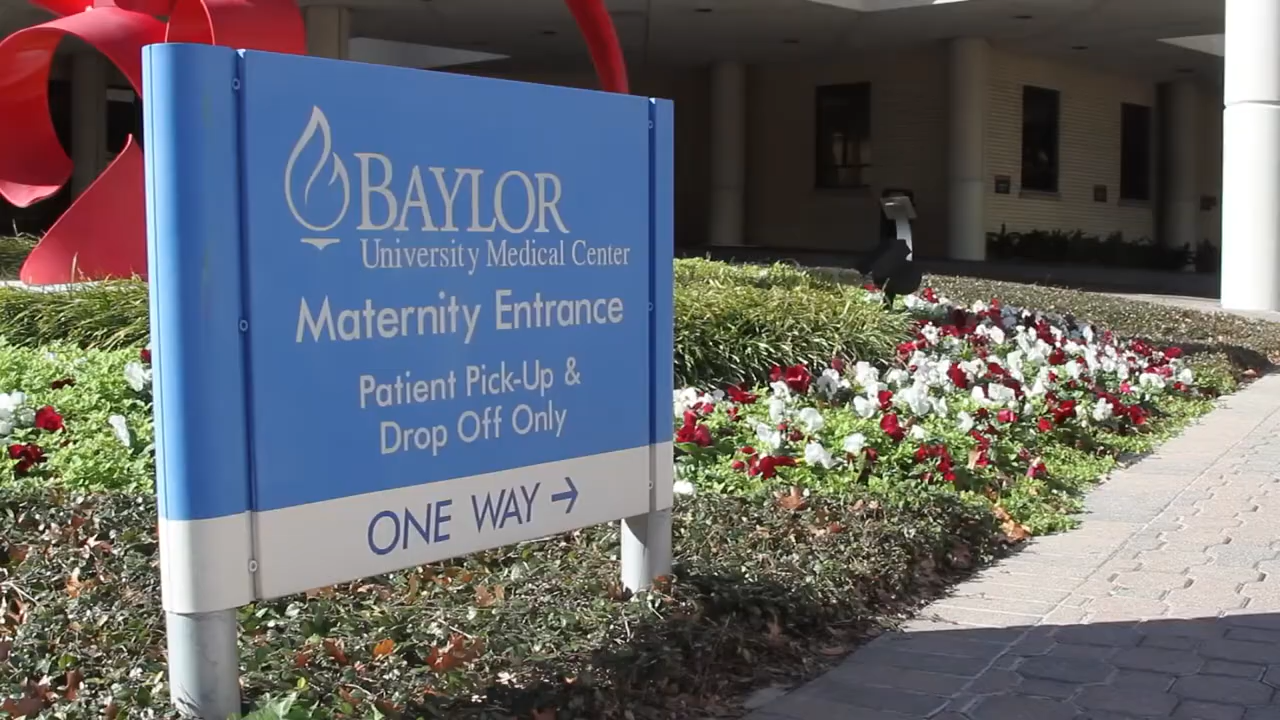 BAYLOR
University Medical Center
Maternity Entrance
Patient Pick-Up &
Drop Off Only
ONE WAY →